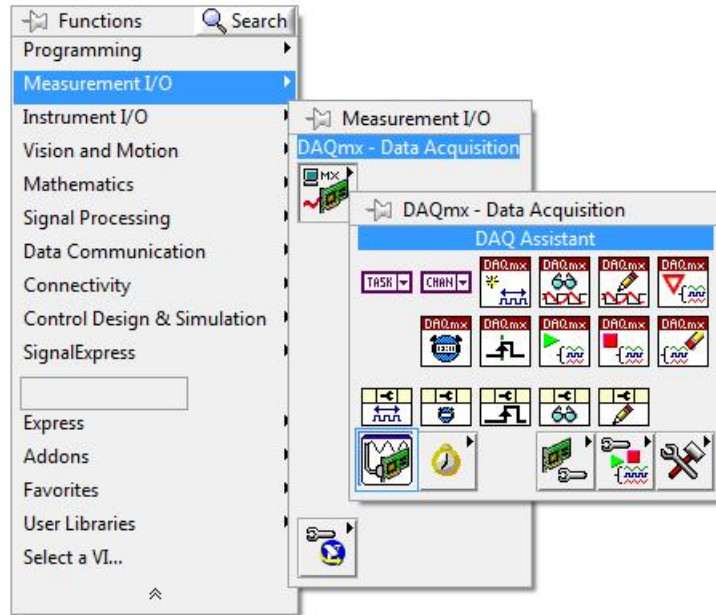 Functions Search
Programming
Measurement I/O
Instrument I/O
Vision and Motion
Mathematics
Signal Processing
Data Communication
Connectivity
Control Design & Simulation
SignalExpress
Express
Addons
Favorites
User Libraries
Select a VI...
Measurement I/O
DAQmx - Data Acquisition
MX
DAQmx - Data Acquisition
DAQ Assistant
TASK CHAN DAQmx DAQmx DAQmx DAQmx
DAQmx DAQmx DAQmx DAQmx DAQmx